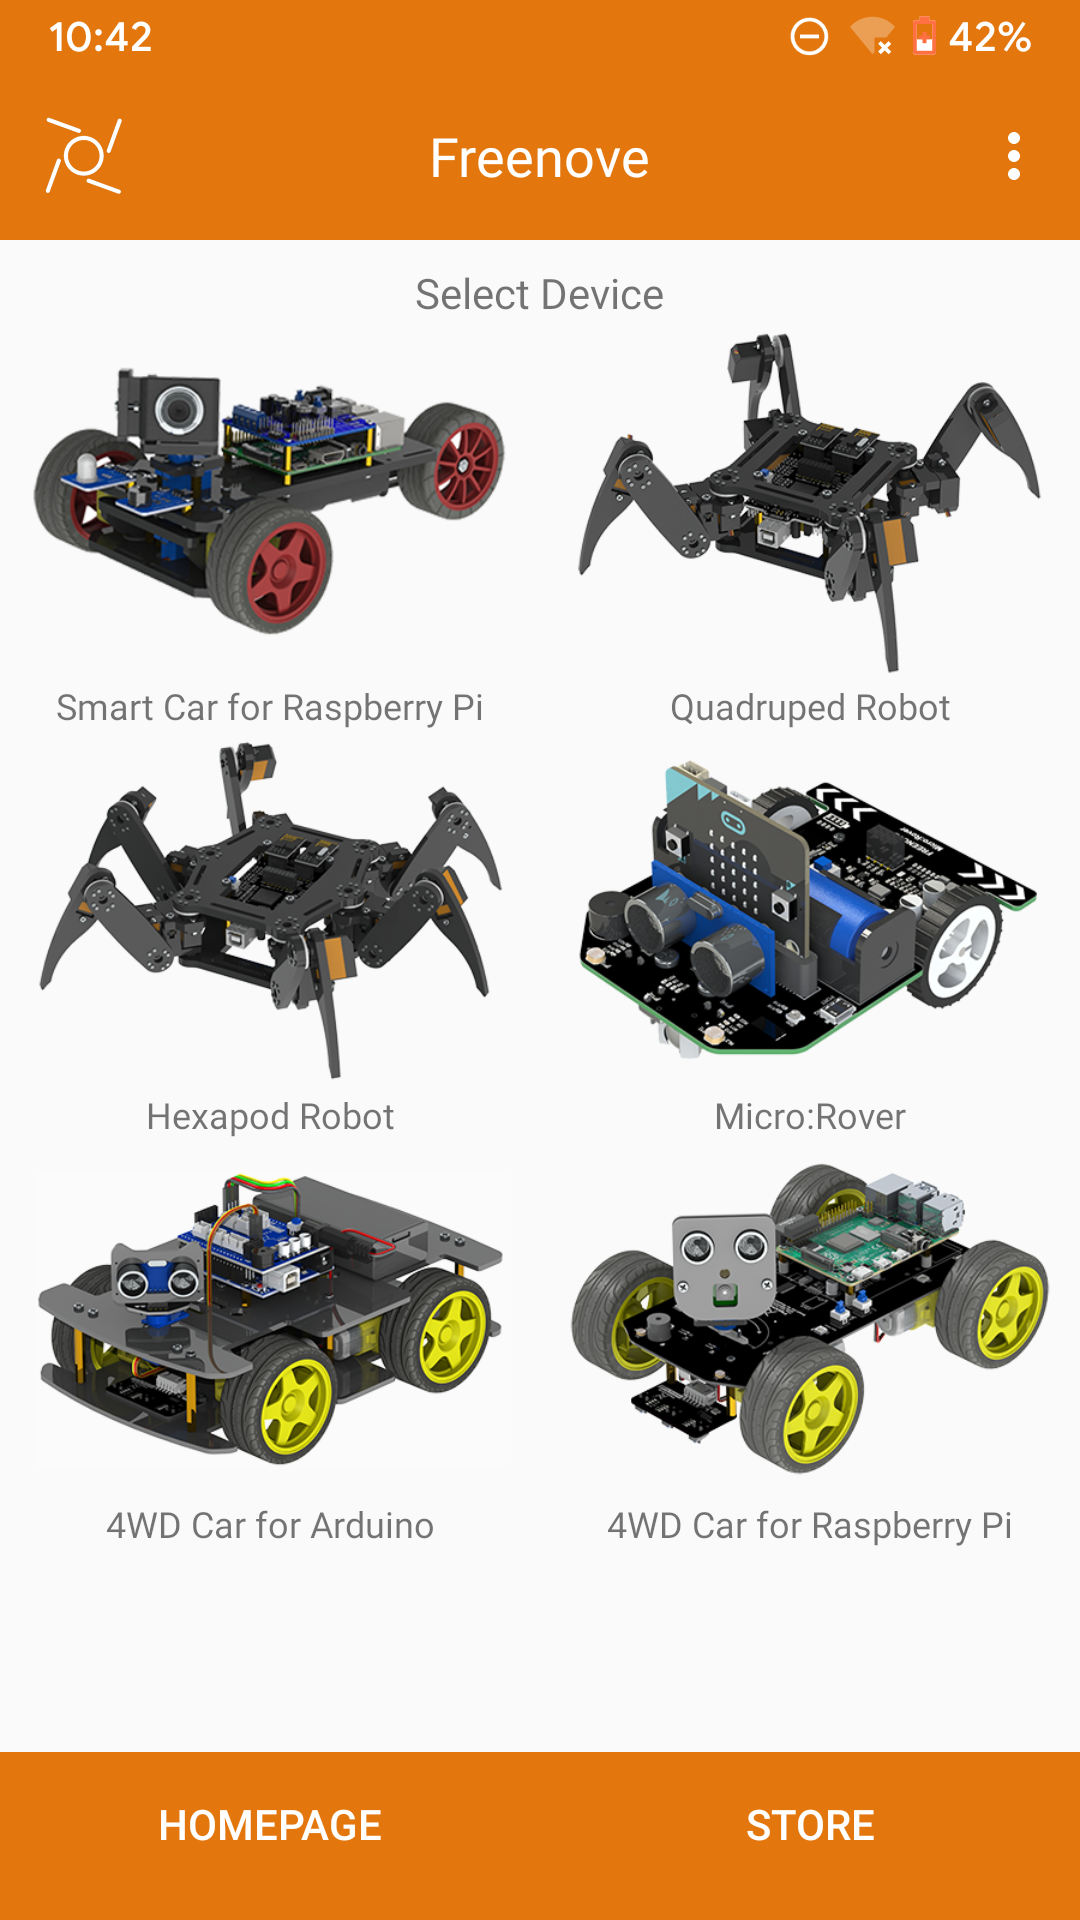 10:42
42%
Freenove
Select Device
Smart Car for Raspberry Pi
Quadruped Robot
Hexapod Robot
Micro:Rover
4WD Car for Arduino
4WD Car for Raspberry Pi
HOMEPAGE
STORE